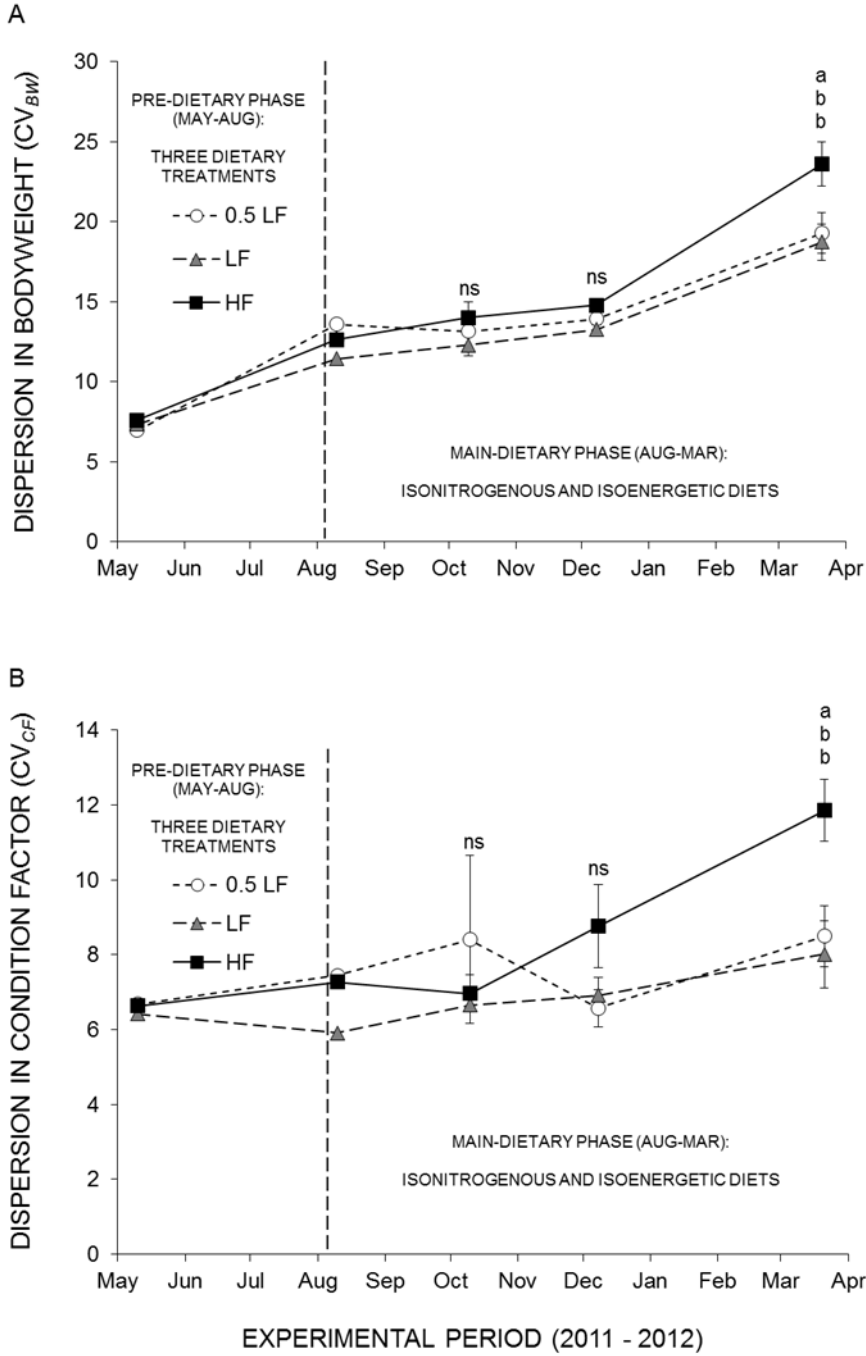 A
DISPERSION IN BODYWEIGHT (CV_BW)
30
25
20
15
10
5
0
PRE-DIETARY PHASE
(MAY-AUG):
THREE DIETARY
TREATMENTS
0.5 LF
LF
HF
ns
ns
a
b
b
MAIN-DIETARY PHASE (AUG-MAR):
ISONITROGENOUS AND ISOENERGETIC DIETS
May Jun Jul Aug Sep Oct Nov Dec Jan Feb Mar Apr
B
DISPERSION IN CONDITION FACTOR (CV_CF)
14
12
10
8
6
4
2
0
PRE-DIETARY PHASE
(MAY-AUG):
THREE DIETARY
TREATMENTS
0.5 LF
LF
HF
ns
ns
a
b
b
MAIN-DIETARY PHASE (AUG-MAR):
ISONITROGENOUS AND ISOENERGETIC DIETS
May Jun Jul Aug Sep Oct Nov Dec Jan Feb Mar Apr
EXPERIMENTAL PERIOD (2011 - 2012)